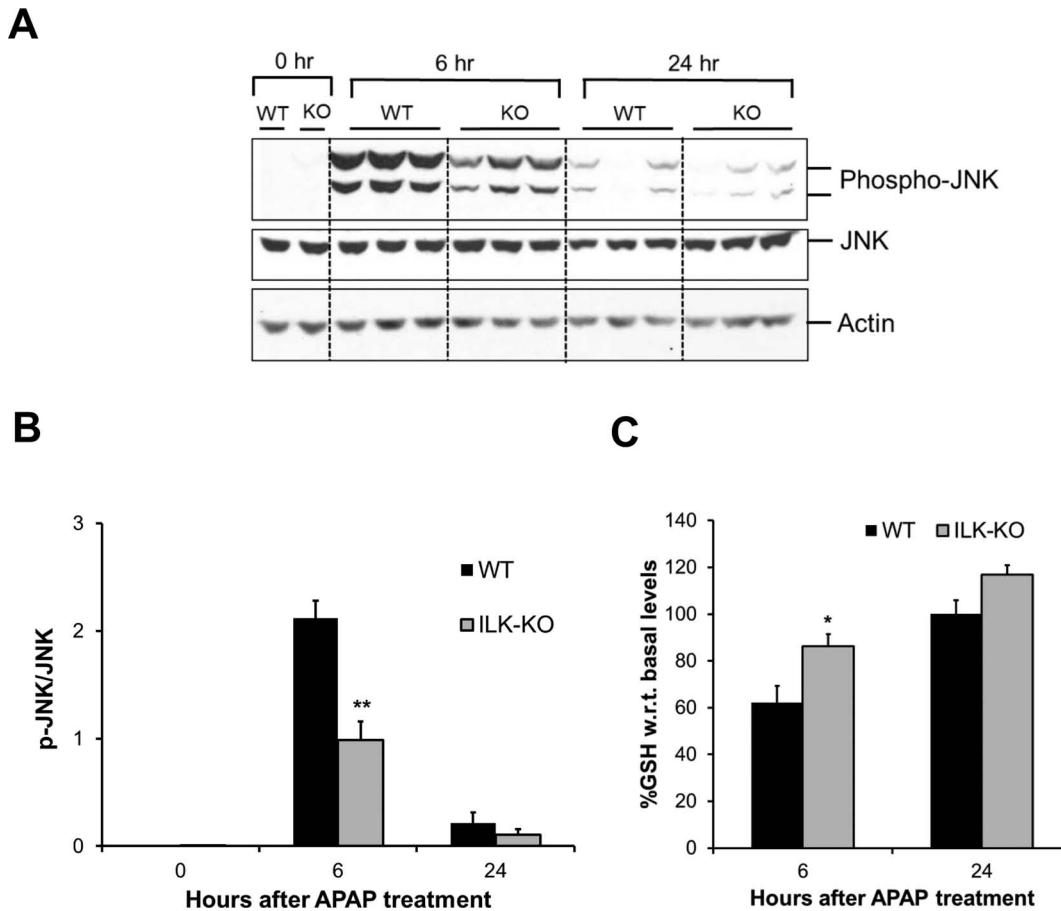 A
0 hr 6 hr 24 hr
WT KO WT KO WT KO
Phospho-JNK
JNK
Actin
B
3
2
1
0
p-JNK/JNK
WT
ILK-KO
**
0 6 24
Hours after APAP treatment
C
140
120
100
80
60
40
20
0
%GSH w.r.t. basal levels
WT ILK-KO
*
6 24
Hours after APAP treatment